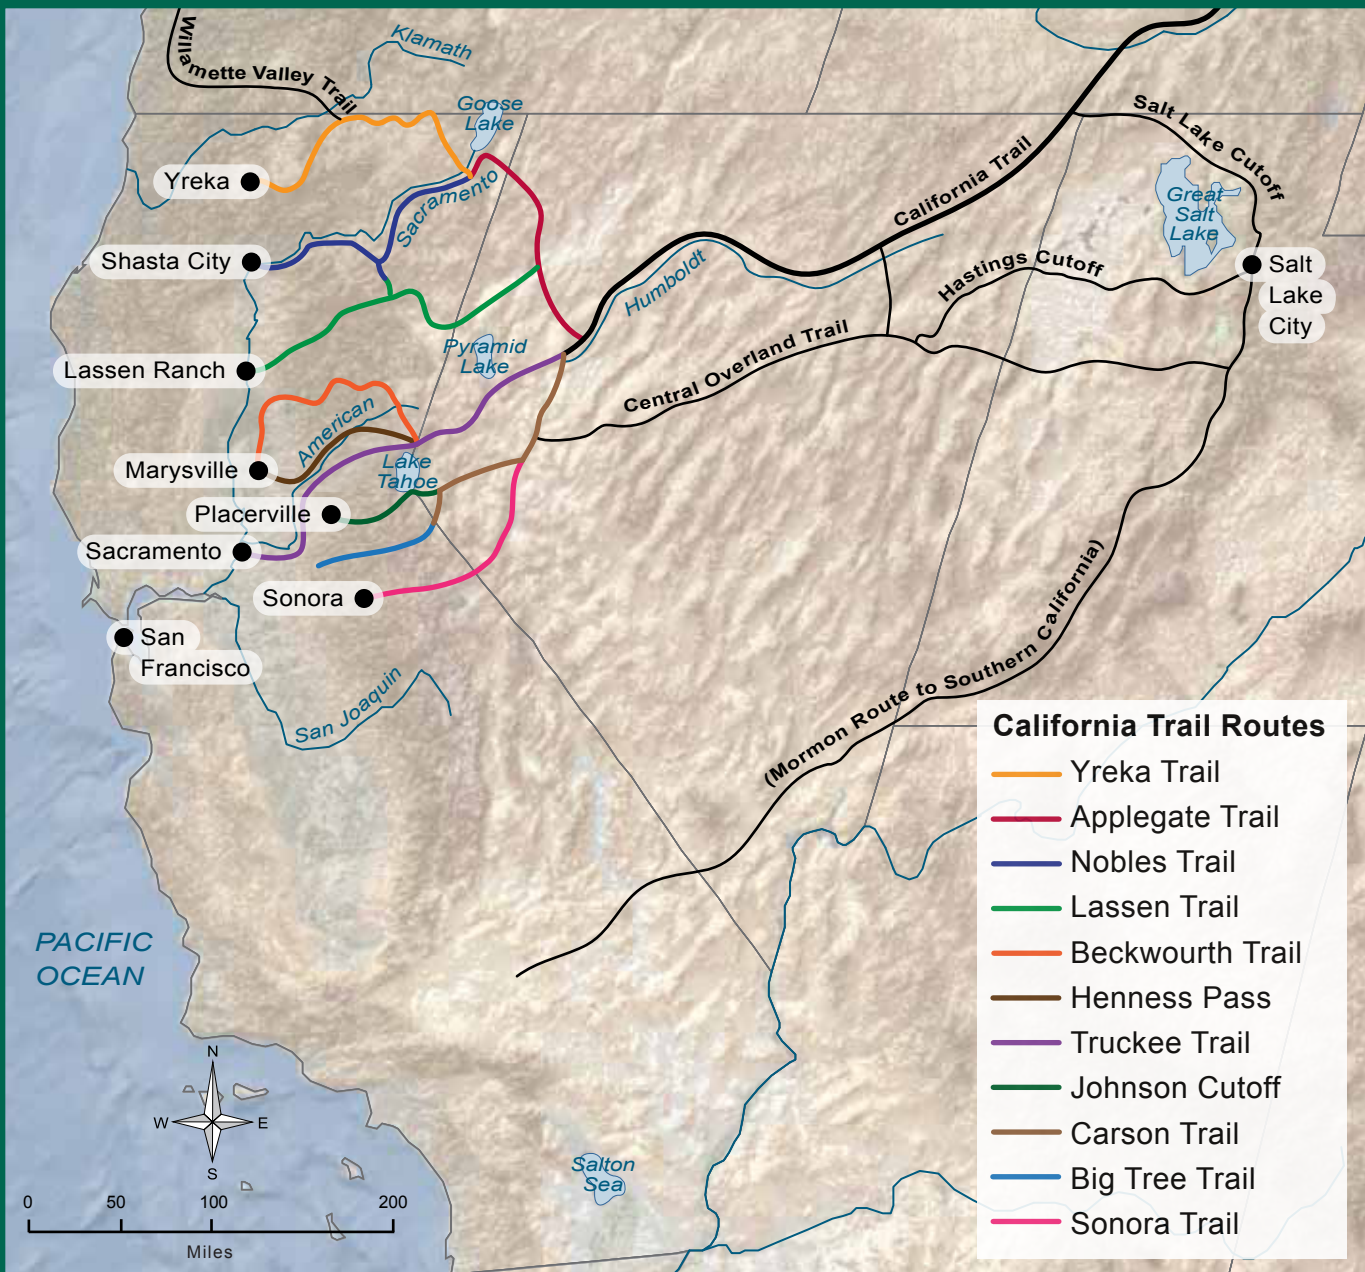 Willamette Valley Trail
Klamath
Goose
Lake
Yreka
Sacramento
Shasta City
Lassen Ranch
Pyramid
Lake
Humboldt
California Trail
Salt Lake Cutoff
Great
Salt
Lake
Hastings Cutoff
Salt
Lake
City
Central Overland Trail
American
Marysville
Lake
Tahoe
Placerville
Sacramento
Sonora
San
Francisco
San Joaquin
(Mormon Route to Southern California)
PACIFIC
OCEAN
Salton
Sea
N
W
E
S
0 50 100 200
Miles
California Trail Routes
Yreka Trail
Applegate Trail
Nobles Trail
Lassen Trail
Beckwourth Trail
Henness Pass
Truckee Trail
Johnson Cutoff
Carson Trail
Big Tree Trail
Sonora Trail